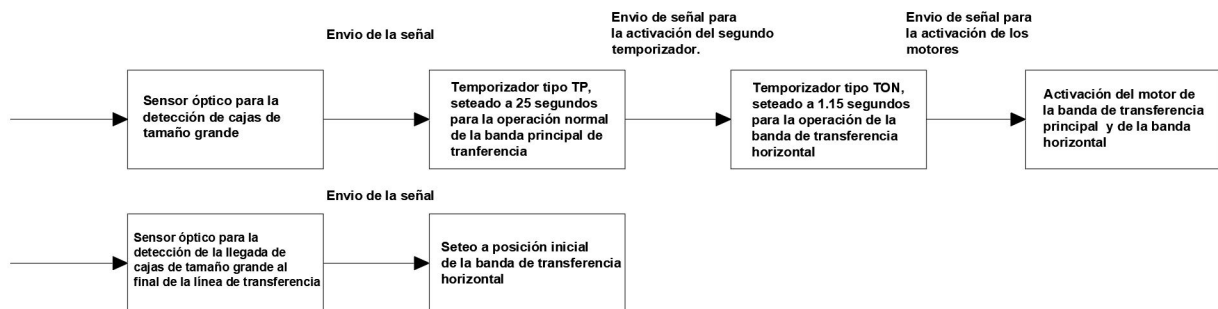 Envio de la señal
Envio de señal para
la activación del segundo
temporizador.
Envio de señal para
la activación de los
motores
Sensor óptico para la
detección de cajas de
tamaño grande
Temporizador tipo TP,
seteado a 25 segundos
para la operación normal
de la banda principal de
tranferencia
Temporizador tipo TON,
seteado a 1.15 segundos
para la operación de la
banda de transferencia
horizontal
Activación del motor de
la banda de transferencia
principal y de la banda
horizontal
Envio de la señal
Sensor óptico para la
detección de la llegada de
cajas de tamaño grande al
final de la línea de transferencia
Seteo a posición inicial
de la banda de transferencia
horizontal